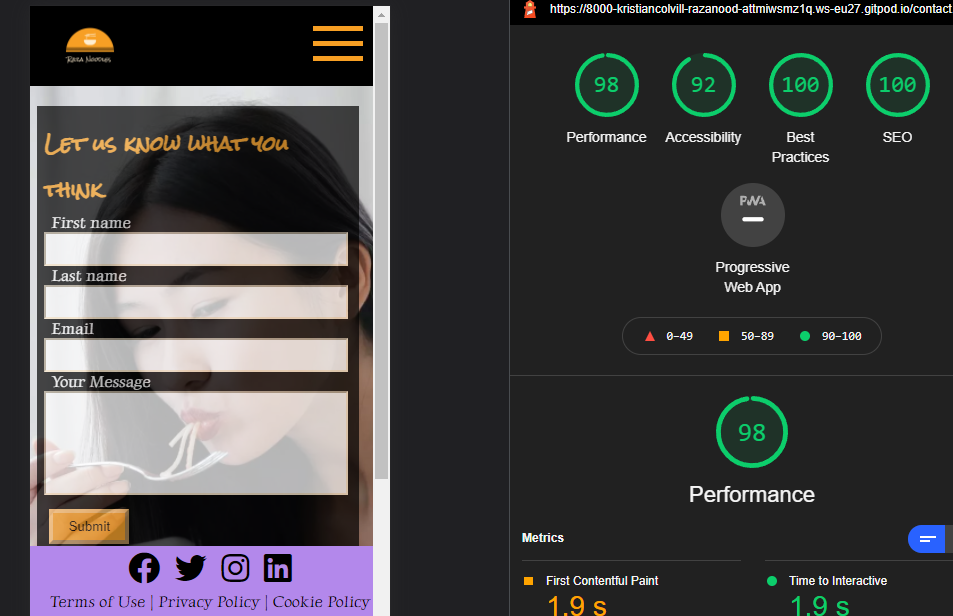 Raza Noodles
Let us know what you
think
First name
Last name
Email
Your Message
Submit
Terms of Use | Privacy Policy | Cookie Policy
https://8000-kristiancolvill-razanood-attmiwsmz1q.ws-eu27.gitpod.io/contact
98
92
100
100
Performance
Accessibility
Best
Practices
SEO
PWA
Progressive
Web App
0–49
50–89
90–100
98
Performance
Metrics
First Contentful Paint
1.9 s
Time to Interactive
1.9 s